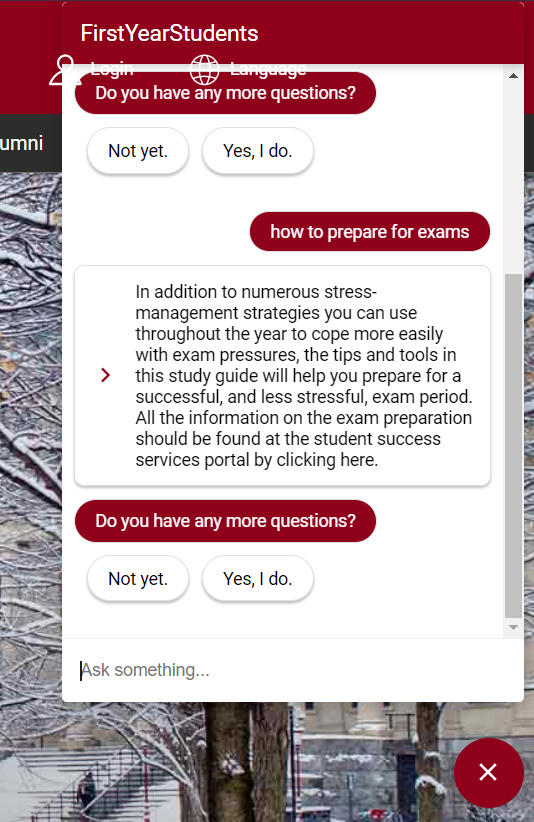 FirstYearStudents
Login
Language
Do you have any more questions?
umni
Not yet.
Yes, I do.
how to prepare for exams
In addition to numerous stress-
management strategies you can use
throughout the year to cope more easily
with exam pressures, the tips and tools in
this study guide will help you prepare for a
successful, and less stressful, exam period.
All the information on the exam preparation
should be found at the student success
services portal by clicking here.
Do you have any more questions?
Not yet.
Yes, I do.
Ask something...